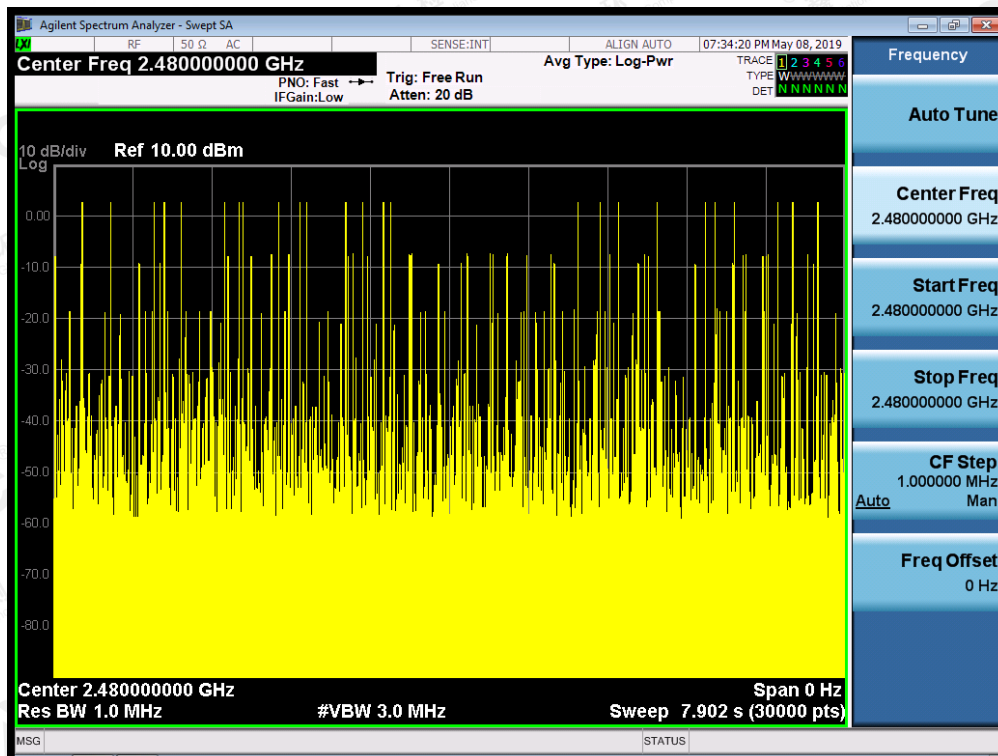 Agilent Spectrum Analyzer - Swept SA
LXI RF 50 Ω AC SENSE:INT ALIGN AUTO 07:34:20 PM May 08, 2019
Center Freq 2.480000000 GHz
PNO: Fast
IFGain:Low
Trig: Free Run
Atten: 20 dB
Avg Type: Log-Pwr
TRACE 1 2 3 4 5 6
TYPE W
DET N N N N N N
10 dB/div
Log
Ref 10.00 dBm
0.00
-10.0
-20.0
-30.0
-40.0
-50.0
-60.0
-70.0
-80.0
Center 2.480000000 GHz
Span 0 Hz
Res BW 1.0 MHz
#VBW 3.0 MHz
Sweep 7.902 s (30000 pts)
MSG
STATUS
Frequency
Auto Tune
Center Freq
2.480000000 GHz
Start Freq
2.480000000 GHz
Stop Freq
2.480000000 GHz
CF Step
1.000000 MHz
Auto Man
Freq Offset
0 Hz